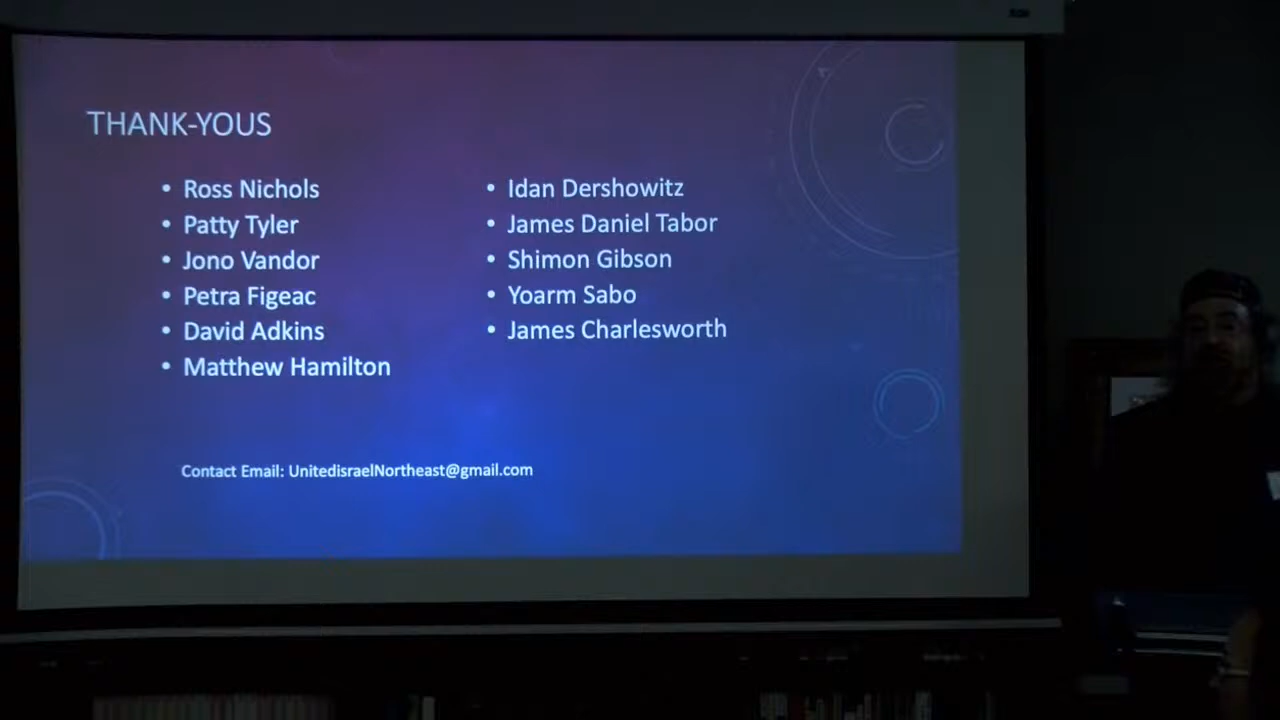 THANK-YOUS
• Ross Nichols
• Patty Tyler
• Jono Vandor
• Petra Figeac
• David Adkins
• Matthew Hamilton
• Idan Dershowitz
• James Daniel Tabor
• Shimon Gibson
• Yoarm Sabo
• James Charlesworth
Contact Email: UnitedisraelNortheast@gmail.com